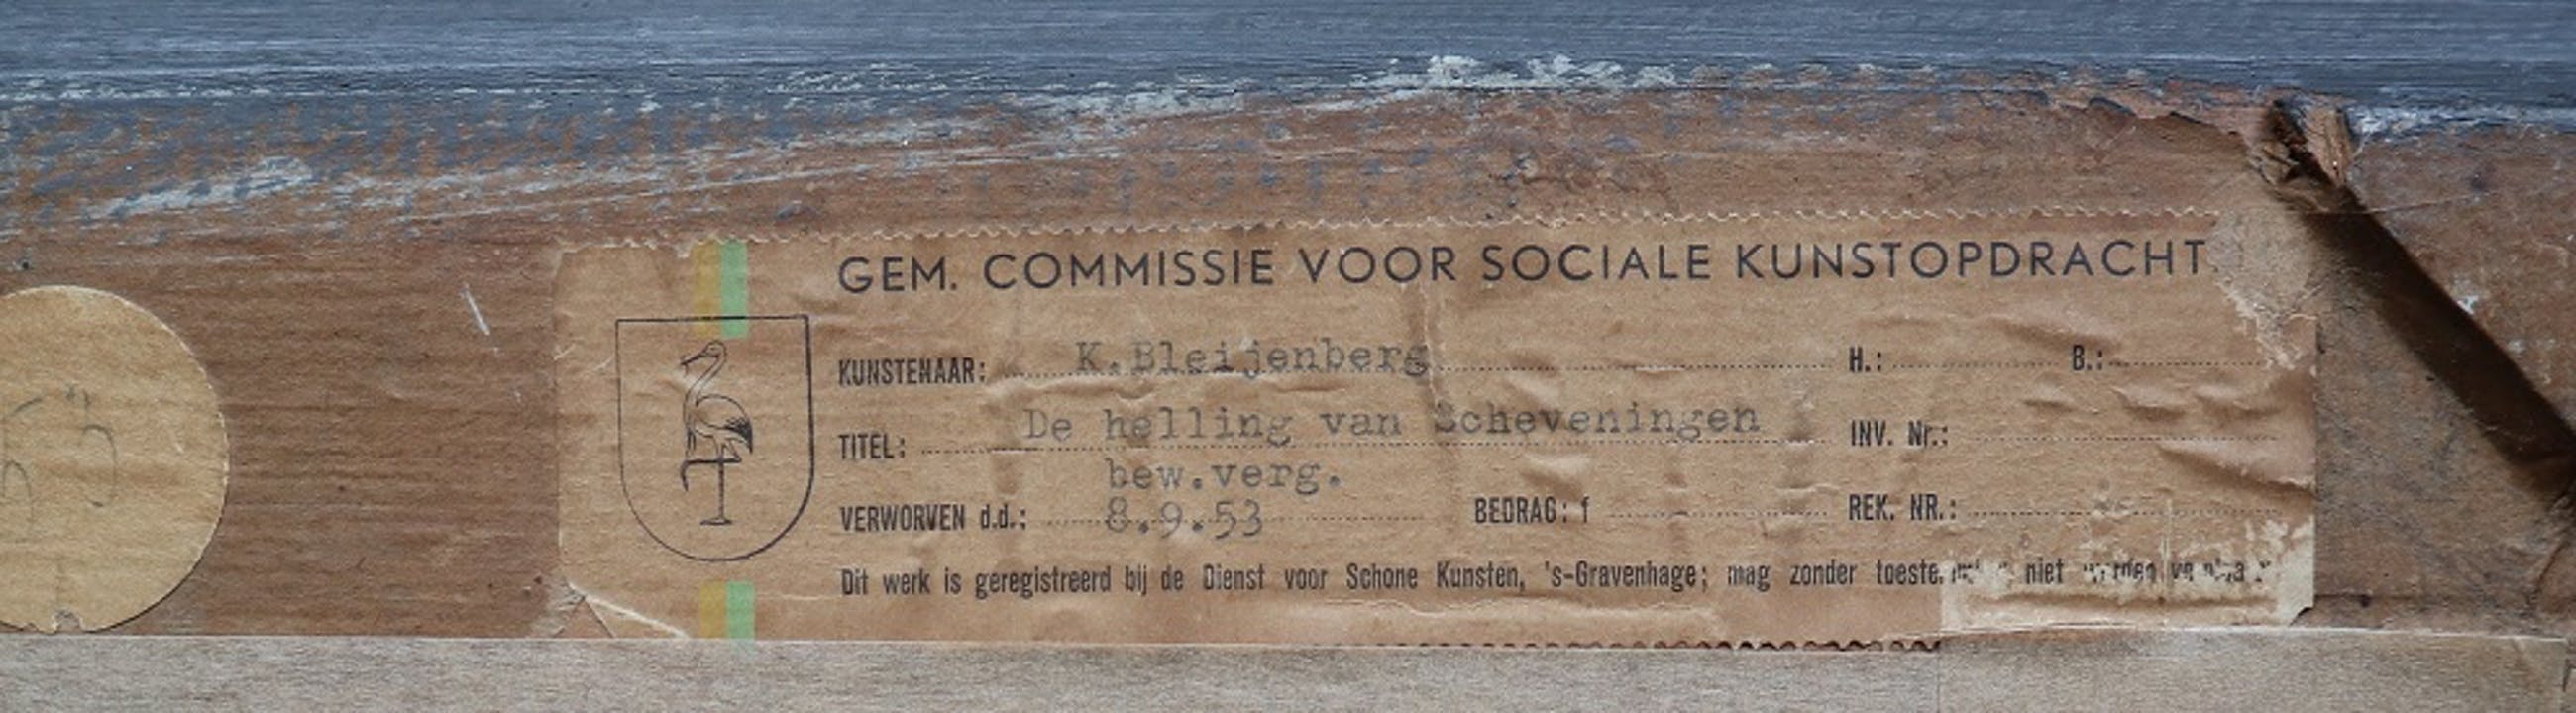 GEM. COMMISSIE VOOR SOCIALE KUNSTOPDRACHT
KUNSTENAAR: K.Bleijenberg H.: B.:
TITEL: De helling van Scheveningen INV. Nr.:
bew.verg.
VERWORVEN d.d.: 8.9.53 BEDRAG: f REK. NR.:
Dit werk is geregistreerd bij de Dienst voor Schone Kunsten, 's-Gravenhage; mag zonder niet